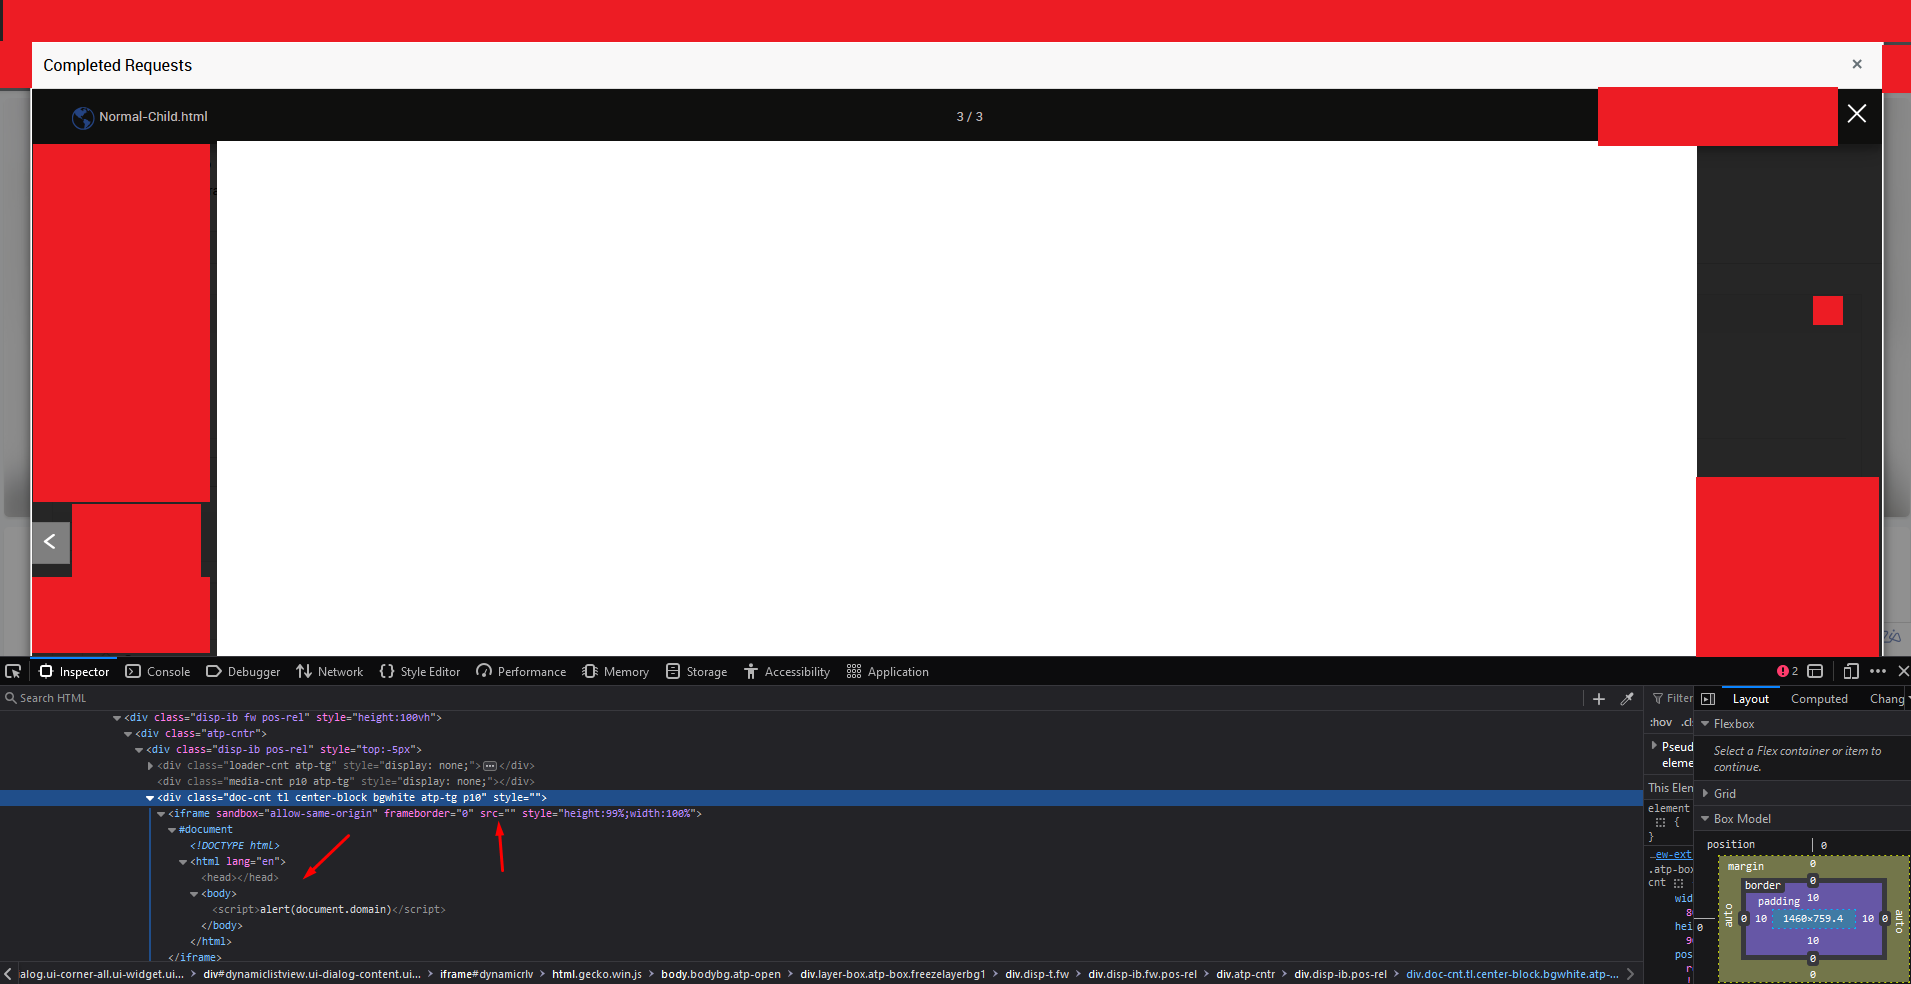 Completed Requests
×
Normal-Child.html
3 / 3
Inspector
Console
Debugger
Network
Style Editor
Performance
Memory
Storage
Accessibility
Application
2
Search HTML
<div class="disp-ib fw pos-rel" style="height:100vh">
<div class="atp-cntr">
<div class="disp-ib pos-rel" style="top:-5px">
<div class="loader-cnt atp-tg" style="display: none;"></div>
<div class="media-cnt p10 atp-tg" style="display: none;"></div>
<div class="doc-cnt tl center-block bgwhite atp-tg p10" style="">
<iframe sandbox="allow-same-origin" frameborder="0" src="" style="height:99%;width:100%">
#document
<!DOCTYPE html>
<html lang="en">
<head></head>
<body>
<script>alert(document.domain)</script>
</body>
</html>
</iframe>
Filter
:hov .cl
Pseud
eleme
This Elen
element
{
}
_ew-ext
.atp-box
cnt
wid
8
hei
9
pos
r
Layout
Computed
Chang
Flexbox
Select a Flex container or item to
continue.
Grid
Box Model
position
0
margin
0
border
0
padding
10
auto
0
10
1460×759.4
10
0
auto
0
10
0
0
alog.ui-corner-all.ui-widget.ui...
div#dynamiclistview.ui-dialog-content.ui...
iframe#dynamicrlv
html.gecko.win.js
body.bodybg.atp-open
div.layer-box.atp-box.freezelayerbg1
div.disp-t.fw
div.disp-ib.fw.pos-rel
div.atp-cntr
div.disp-ib.pos-rel
div.doc-cnt.tl.center-block.bgwhite.atp-...